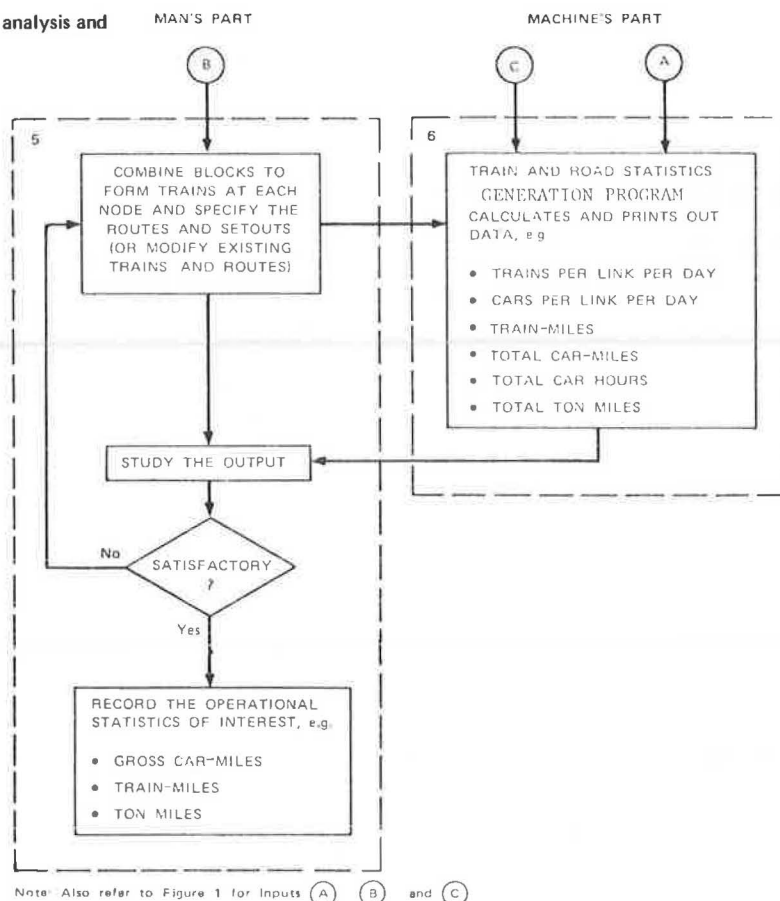 analysis and
MAN'S PART
MACHINE'S PART
B
C
A
5
COMBINE BLOCKS TO
FORM TRAINS AT EACH
NODE AND SPECIFY THE
ROUTES AND SETOUTS
(OR MODIFY EXISTING
TRAINS AND ROUTES)
6
TRAIN AND ROAD STATISTICS
GENERATION PROGRAM
CALCULATES AND PRINTS OUT
DATA, e g
• TRAINS PER LINK PER DAY
• CARS PER LINK PER DAY
• TRAIN-MILES
• TOTAL CAR-MILES
• TOTAL CAR HOURS
• TOTAL TON MILES
STUDY THE OUTPUT
No
SATISFACTORY
?
Yes
RECORD THE OPERATIONAL
STATISTICS OF INTEREST, e.g.
• GROSS CAR-MILES
• TRAIN-MILES
• TON MILES
Note: Also refer to Figure 1 for Inputs A B and C